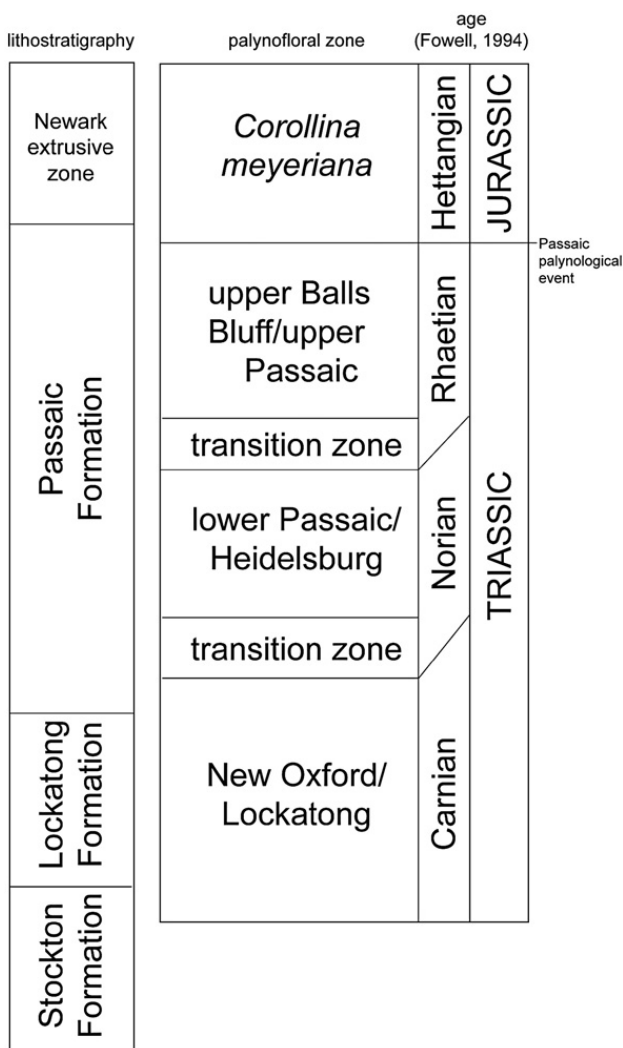 lithostratigraphy
palynofloral zone
age
(Fowell, 1994)
Newark
extrusive
zone
Passaic
Formation
Lockatong
Formation
Stockton
Formation
Corollina
meyeriana
upper Balls
Bluff/upper
Passaic
transition zone
lower Passaic/
Heidelsburg
transition zone
New Oxford/
Lockatong
Hettangian
Rhaetian
Norian
Carnian
JURASSIC
TRIASSIC
Passaic
palynological
event